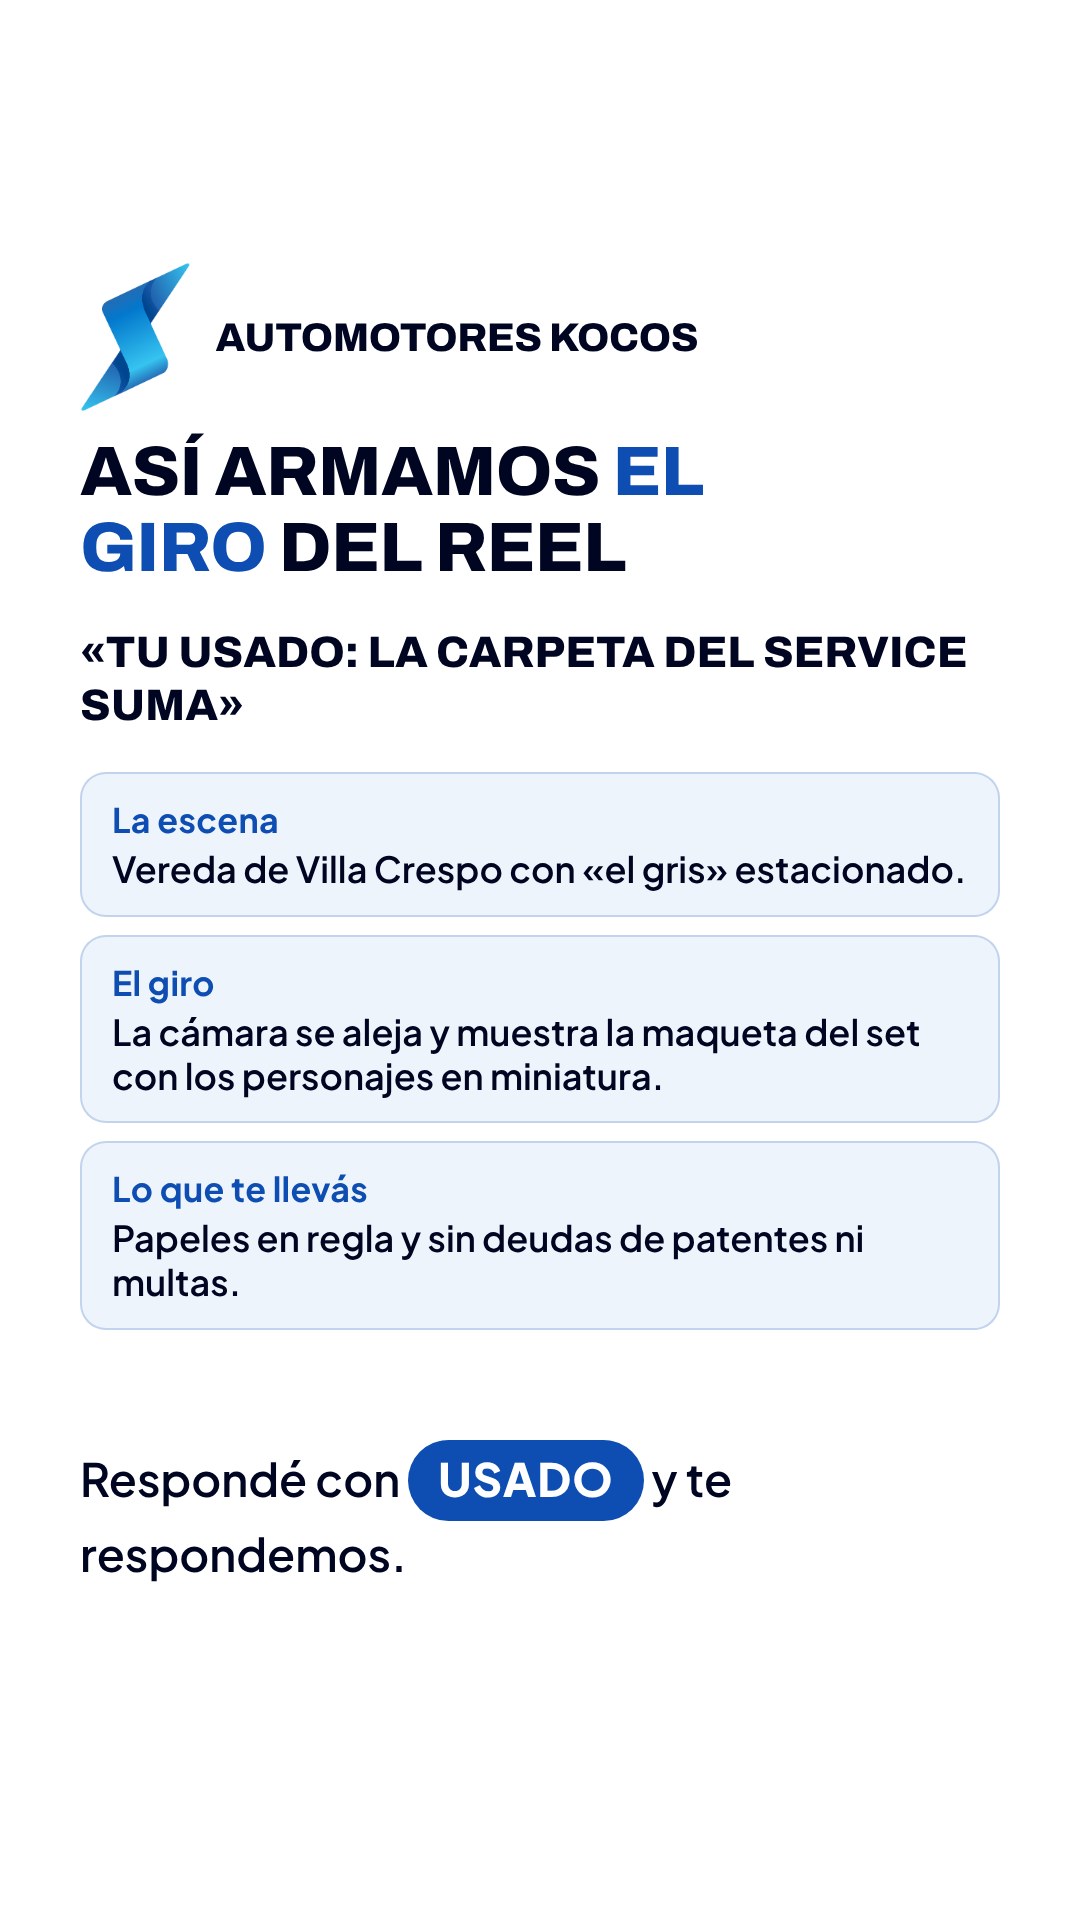 AUTOMOTORES KOCOS
ASÍ ARMAMOS EL
GIRO DEL REEL
«TU USADO: LA CARPETA DEL SERVICE
SUMA»
La escena
Vereda de Villa Crespo con «el gris» estacionado.
El giro
La cámara se aleja y muestra la maqueta del set
con los personajes en miniatura.
Lo que te llevás
Papeles en regla y sin deudas de patentes ni
multas.
Respondé con USADO y te
respondemos.